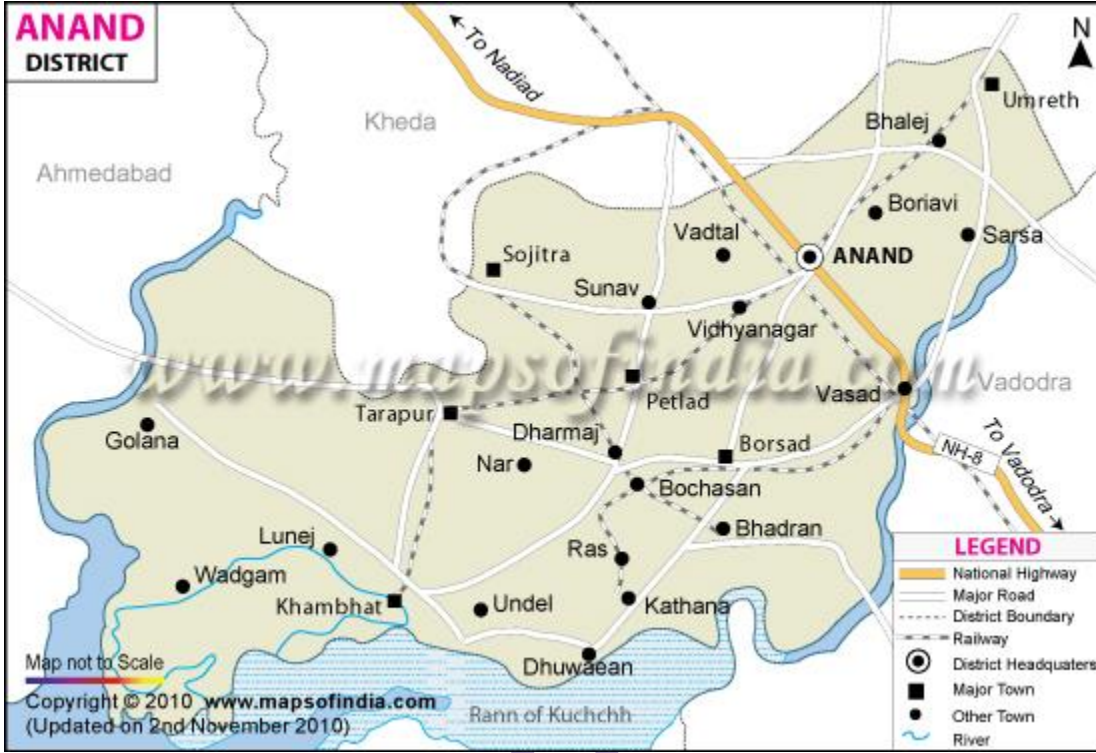 ANAND
DISTRICT
N
To Nadiad
Kheda
Ahmedabad
Umreth
Bhalej
Boriavi
Sarsa
Vadtal
ANAND
Sojitra
Sunav
Vidhyanagar
www.mapsofindia.com
Vasad
Vadodra
Petlad
Tarapur
Golana
Dharmaj
Nar
Borsad
To Vadodra
NH-8
Bochasan
Bhadran
Lunej
Ras
Wadgam
Khambhat
Undel
Kathana
Dhuwaean
Rann of Kuchchh
LEGEND
National Highway
Major Road
District Boundary
Railway
District Headquaters
Major Town
Other Town
River
Map not to Scale
Copyright © 2010 www.mapsofindia.com
(Updated on 2nd November 2010)